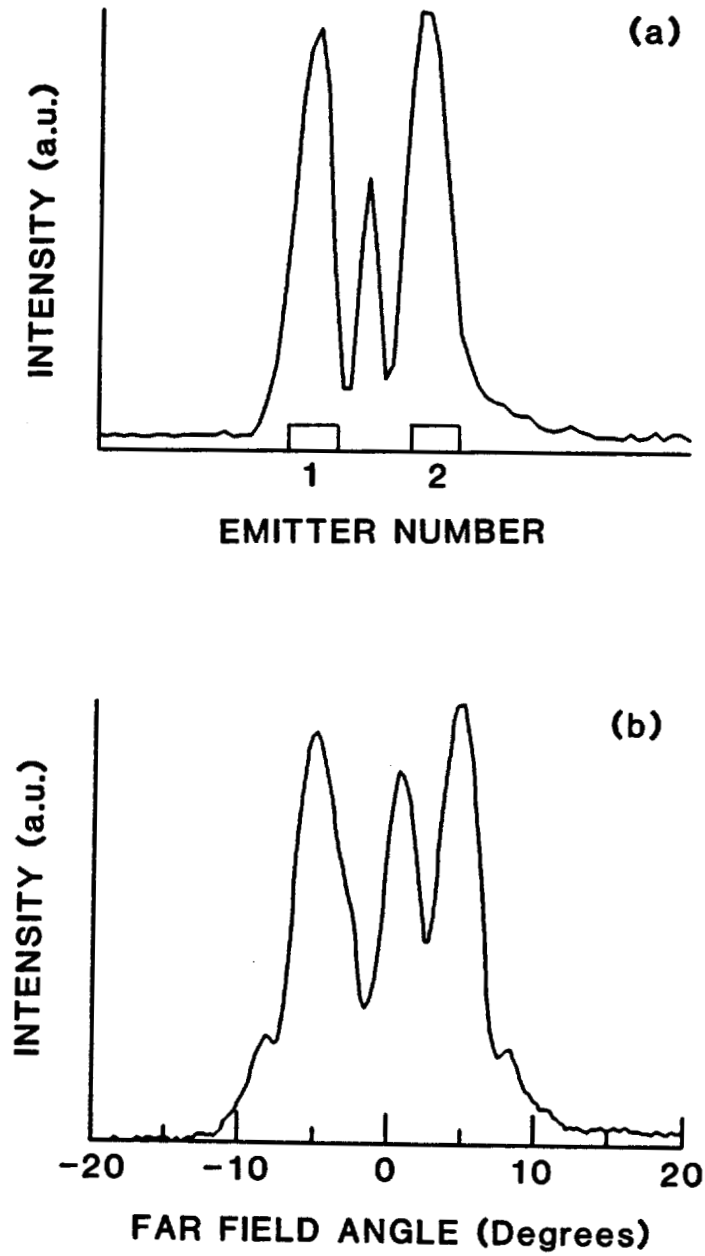 (a)
INTENSITY (a.u.)
1 2
EMITTER NUMBER
(b)
INTENSITY (a.u.)
-20 -10 0 10 20
FAR FIELD ANGLE (Degrees)